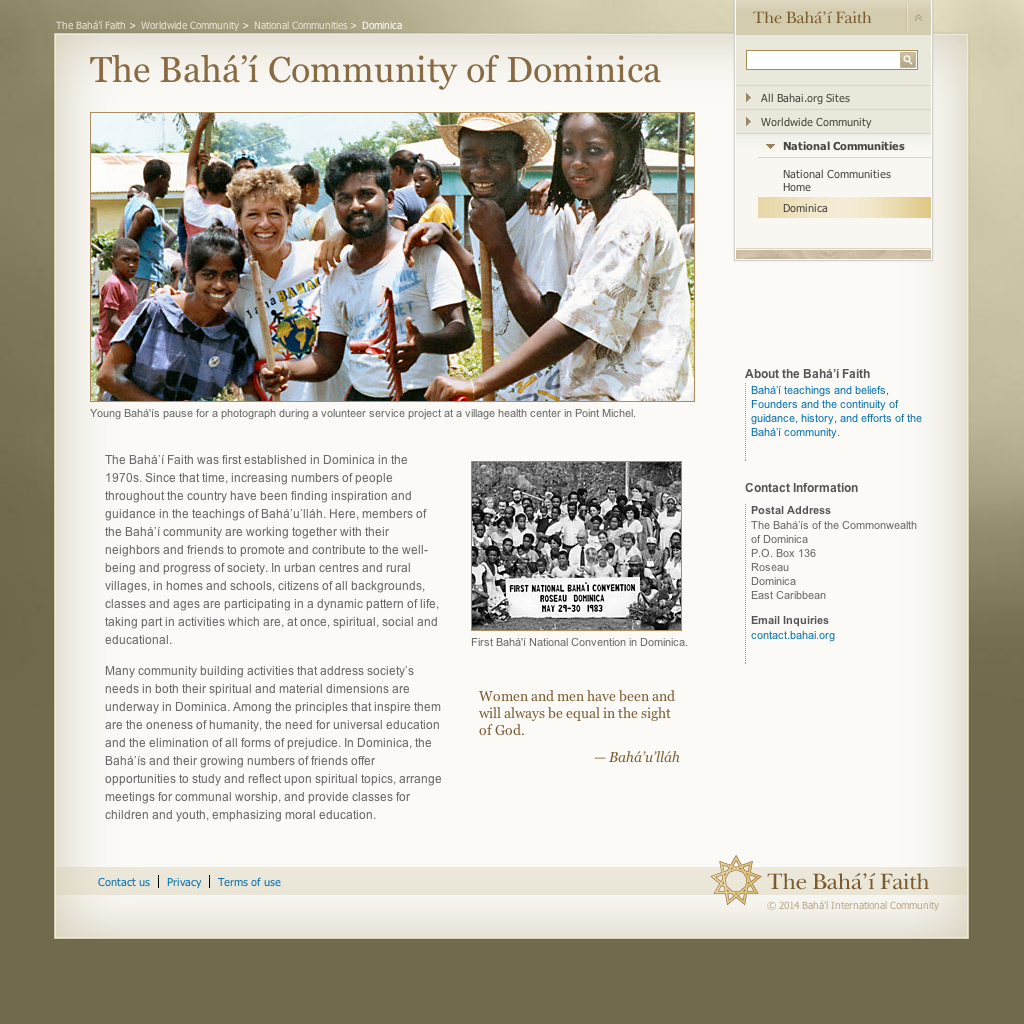 The Bahá’í Faith > Worldwide Community > National Communities > Dominica
The Bahá’í Faith
The Bahá’í Community of Dominica
All Bahai.org Sites
Worldwide Community
National Communities
National Communities
Home
Dominica
Young Bahá'ís pause for a photograph during a volunteer service project at a village health center in Point Michel.
The Bahá’í Faith was first established in Dominica in the
1970s. Since that time, increasing numbers of people
throughout the country have been finding inspiration and
guidance in the teachings of Bahá’u’lláh. Here, members of
the Bahá’í community are working together with their
neighbors and friends to promote and contribute to the well-
being and progress of society. In urban centres and rural
villages, in homes and schools, citizens of all backgrounds,
classes and ages are participating in a dynamic pattern of life,
taking part in activities which are, at once, spiritual, social and
educational.
Many community building activities that address society’s
needs in both their spiritual and material dimensions are
underway in Dominica. Among the principles that inspire them
are the oneness of humanity, the need for universal education
and the elimination of all forms of prejudice. In Dominica, the
Bahá’ís and their growing numbers of friends offer
opportunities to study and reflect upon spiritual topics, arrange
meetings for communal worship, and provide classes for
children and youth, emphasizing moral education.
FIRST NATIONAL BAHA'I CONVENTION
ROSEAU DOMINICA
MAY 29-30 1983
First Bahá'í National Convention in Dominica.
Women and men have been and
will always be equal in the sight
of God.
— Bahá’u’lláh
About the Bahá’í Faith
Bahá’í teachings and beliefs,
Founders and the continuity of
guidance, history, and efforts of the
Bahá’í community.
Contact Information
Postal Address
The Bahá’ís of the Commonwealth
of Dominica
P.O. Box 136
Roseau
Dominica
East Caribbean
Email Inquiries
contact.bahai.org
Contact us | Privacy | Terms of use
The Bahá’í Faith
© 2014 Bahá’í International Community